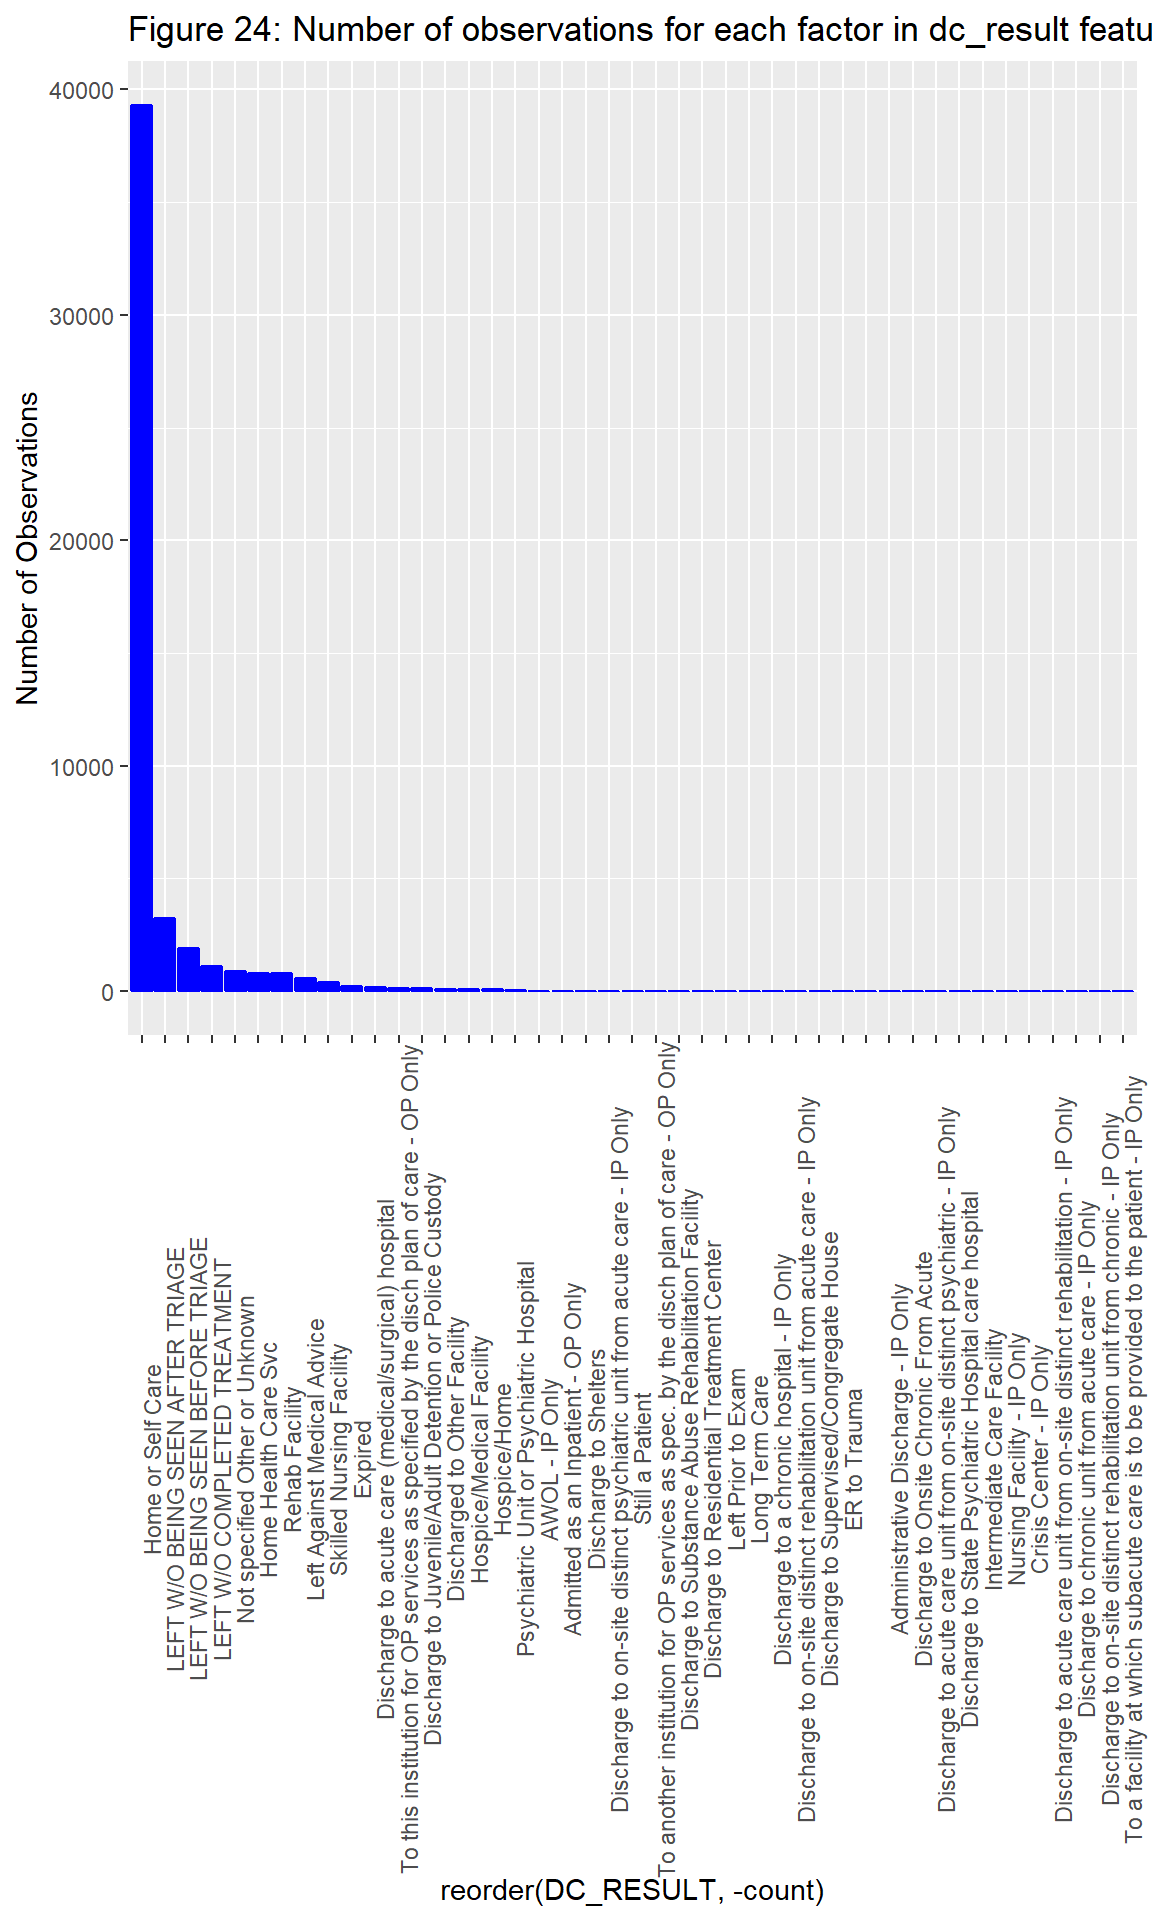 Figure 24: Number of observations for each factor in dc_result featu
Number of Observations
40000
30000
20000
10000
0
Home or Self Care
LEFT W/O BEING SEEN AFTER TRIAGE
LEFT W/O BEING SEEN BEFORE TRIAGE
LEFT W/O COMPLETED TREATMENT
Not specified Other or Unknown
Home Health Care Svc
Rehab Facility
Left Against Medical Advice
Skilled Nursing Facility
Expired
Discharge to acute care (medical/surgical) hospital
To this institution for OP services as specified by the disch plan of care - OP Only
Discharge to Juvenile/Adult Detention or Police Custody
Discharged to Other Facility
Hospice/Medical Facility
Hospice/Home
Psychiatric Unit or Psychiatric Hospital
AWOL - IP Only
Admitted as an Inpatient - OP Only
Discharge to Shelters
Discharge to on-site distinct psychiatric unit from acute care - IP Only
Still a Patient
To another institution for OP services as spec. by the disch plan of care - OP Only
Discharge to Substance Abuse Rehabilitation Facility
Discharge to Residential Treatment Center
Left Prior to Exam
Long Term Care
Discharge to a chronic hospital - IP Only
Discharge to on-site distinct rehabilitation unit from acute care - IP Only
Discharge to Supervised/Congregate House
ER to Trauma
Administrative Discharge - IP Only
Discharge to Onsite Chronic From Acute
Discharge to acute care unit from on-site distinct psychiatric - IP Only
Discharge to State Psychiatric Hospital care hospital
Intermediate Care Facility
Nursing Facility - IP Only
Crisis Center - IP Only
Discharge to acute care unit from on-site distinct rehabilitation - IP Only
Discharge to chronic unit from acute care - IP Only
Discharge to on-site distinct rehabilitation unit from chronic - IP Only
To a facility at which subacute care is to be provided to the patient - IP Only
reorder(DC_RESULT, -count)